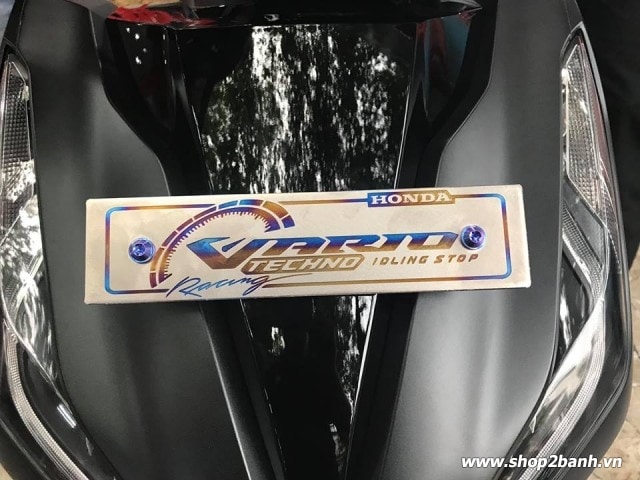 HONDA
VARIO
TECHNO IDLING STOP
Racing
www.shop2banh.vn